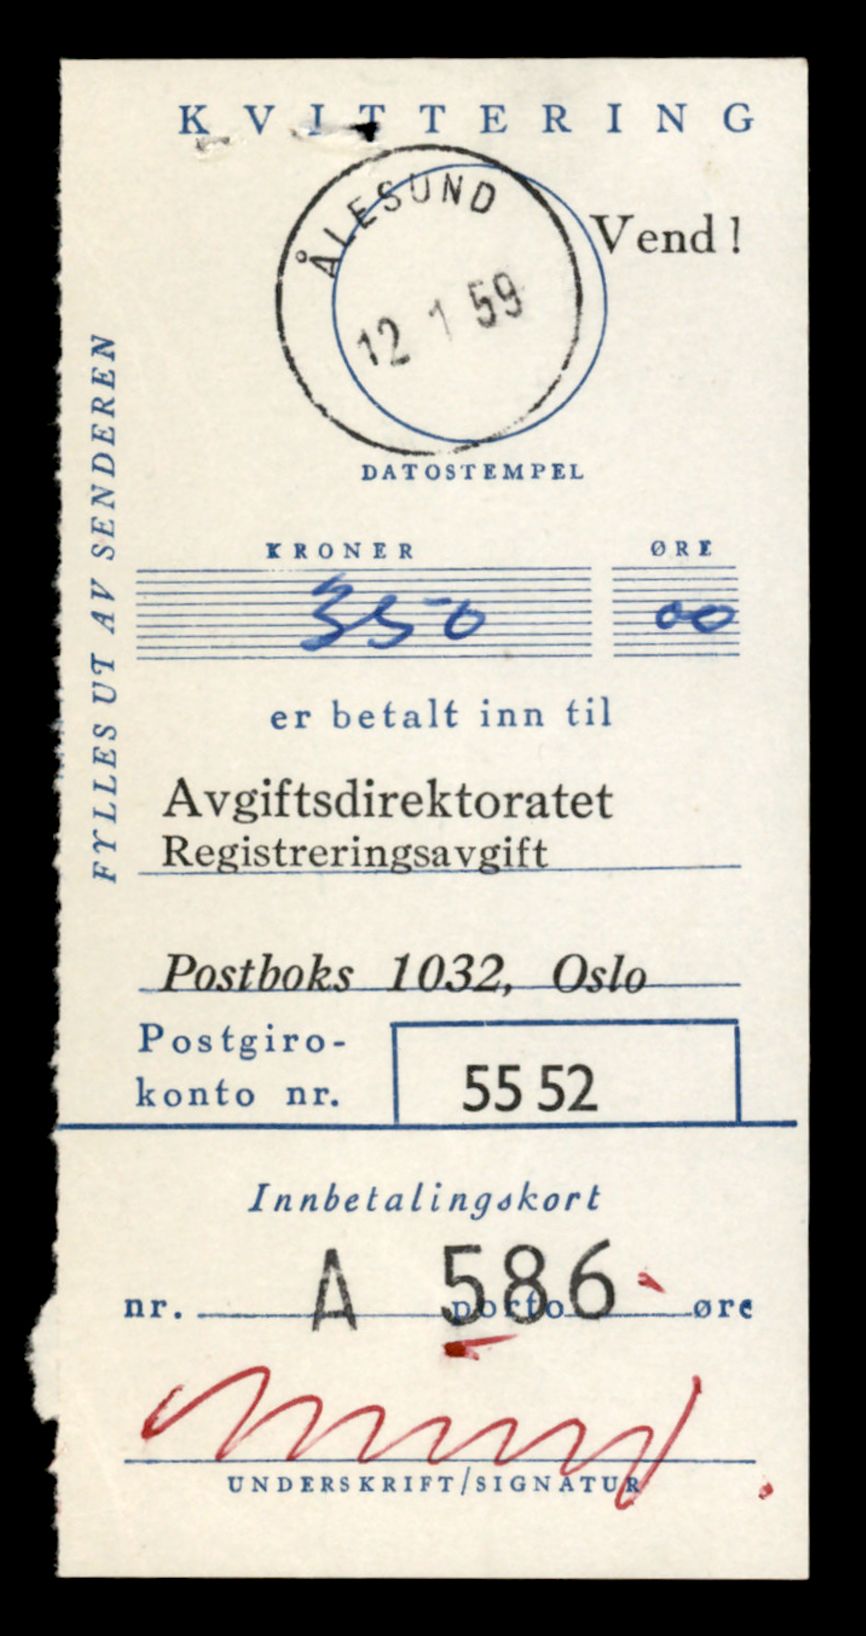 KVITTERING
ÅLESUND
Vend!
12 1 59
DATOSTEMPEL
FYLLES UT AV SENDEREN
KRONER ØRE
350 00
er betalt inn til
Avgiftsdirektoratet
Registreringsavgift
Postboks 1032, Oslo
Postgiro-
konto nr. 55 52
Innbetalingskort
nr. A 586 porto øre
UNDERSKRIFT/SIGNATUR